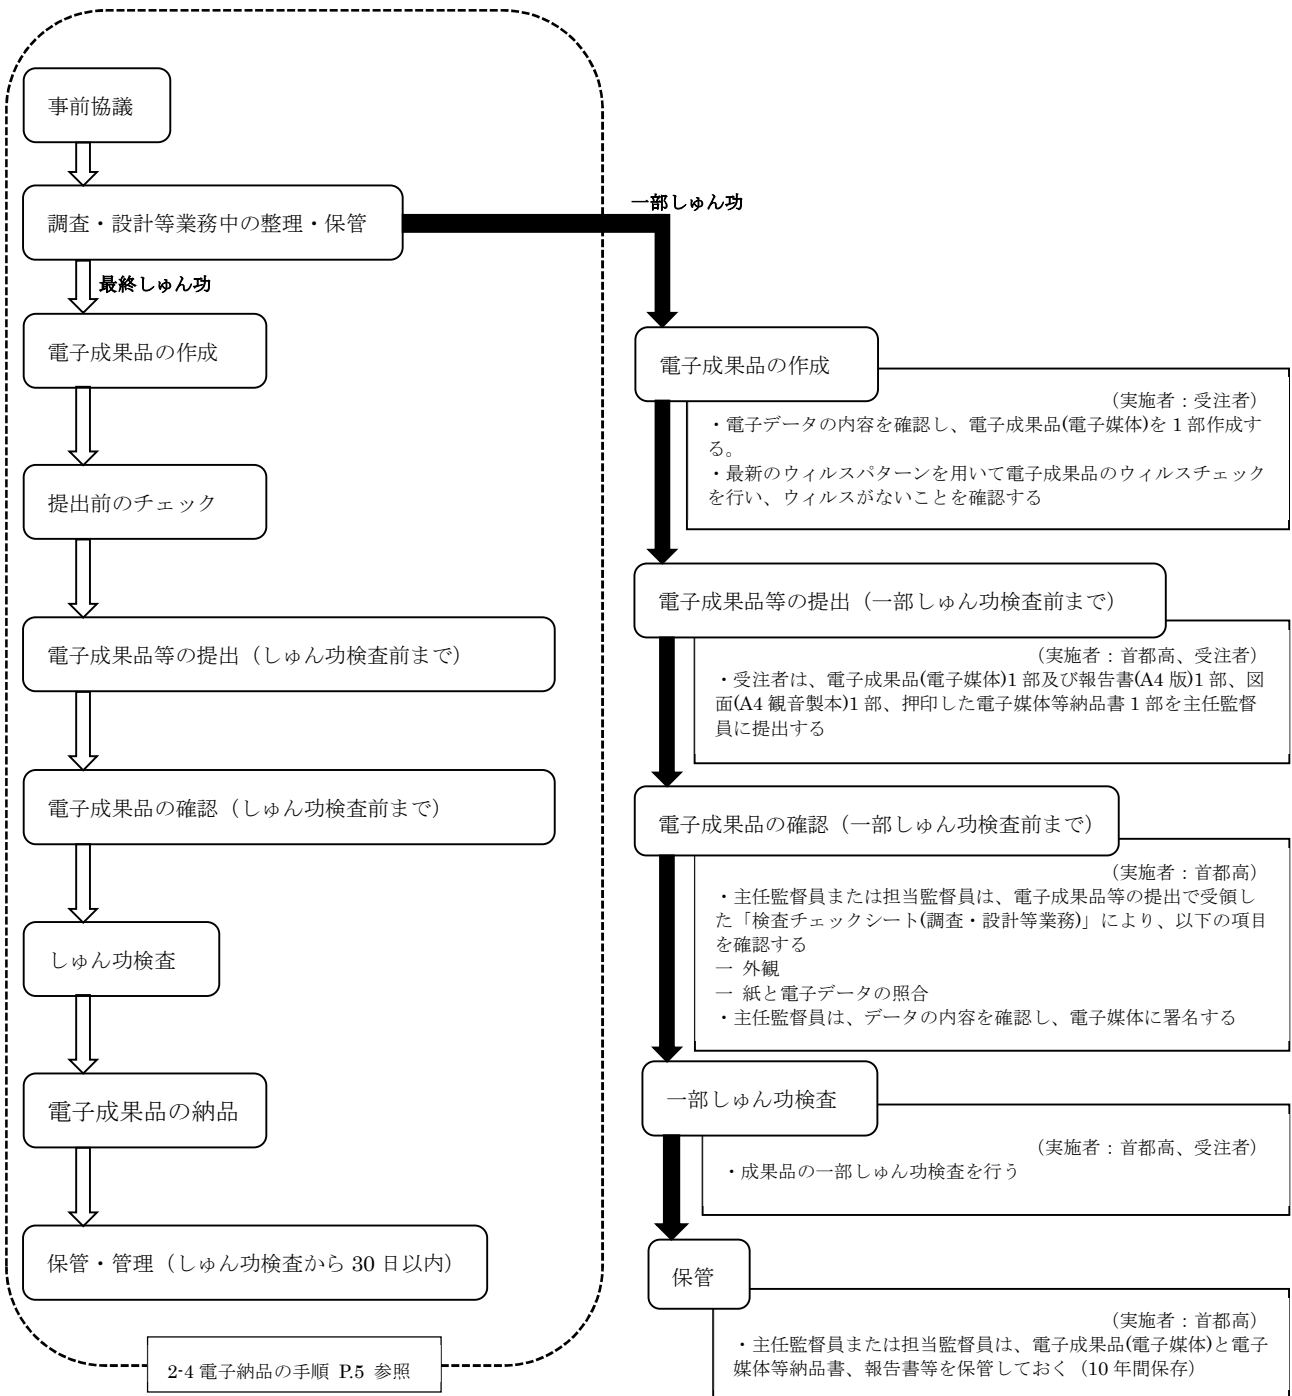 事前協議
調査・設計等業務中の整理・保管
最終しゅん功
電子成果品の作成
提出前のチェック
電子成果品等の提出（しゅん功検査前まで）
電子成果品の確認（しゅん功検査前まで）
しゅん功検査
電子成果品の納品
保管・管理（しゅん功検査から 30 日以内）
2-4 電子納品の手順 P.5 参照
一部しゅん功
電子成果品の作成
（実施者：受注者）
・電子データの内容を確認し、電子成果品(電子媒体)を 1 部作成す
る。
・最新のウィルスパターンを用いて電子成果品のウィルスチェック
を行い、ウィルスがないことを確認する
電子成果品等の提出（一部しゅん功検査前まで）
（実施者：首都高、受注者）
・受注者は、電子成果品(電子媒体)1 部及び報告書(A4 版)1 部、図
面(A4 観音製本)1 部、押印した電子媒体等納品書 1 部を主任監督
員に提出する
電子成果品の確認（一部しゅん功検査前まで）
（実施者：首都高）
・主任監督員または担当監督員は、電子成果品等の提出で受領し
た「検査チェックシート(調査・設計等業務)」により、以下の項目
を確認する
― 外観
― 紙と電子データの照合
・主任監督員は、データの内容を確認し、電子媒体に署名する
一部しゅん功検査
（実施者：首都高、受注者）
・成果品の一部しゅん功検査を行う
保管
（実施者：首都高）
・主任監督員または担当監督員は、電子成果品(電子媒体)と電子
媒体等納品書、報告書等を保管しておく（10 年間保存）